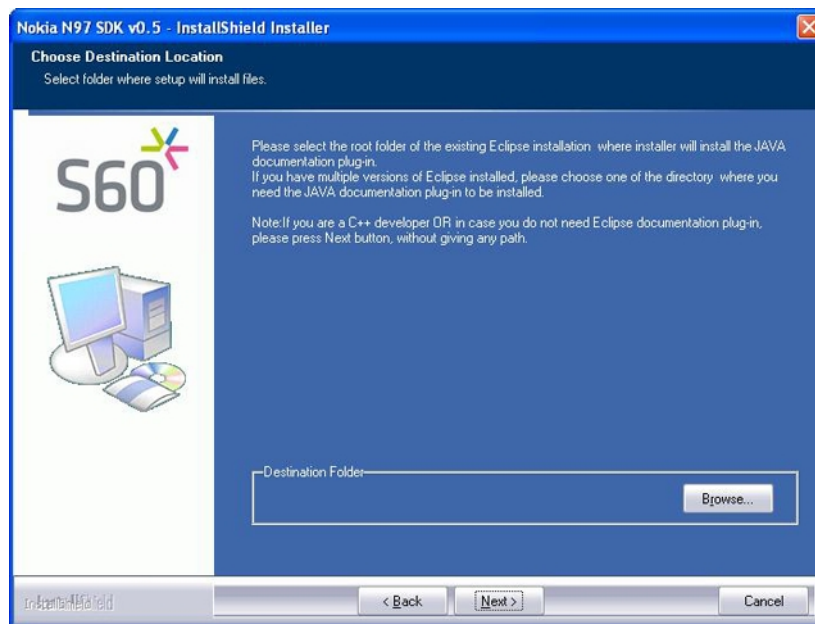 Nokia N97 SDK v0.5 - InstallShield Installer
Choose Destination Location
Select folder where setup will install files.
S60
Please select the root folder of the existing Eclipse installation where installer will install the JAVA
documentation plug-in.
If you have multiple versions of Eclipse installed, please choose one of the directory where you
need the JAVA documentation plug-in to be installed.
Note:If you are a C++ developer OR in case you do not need Eclipse documentation plug-in,
please press Next button, without giving any path.
Destination Folder
Browse...
< Back
Next >
Cancel